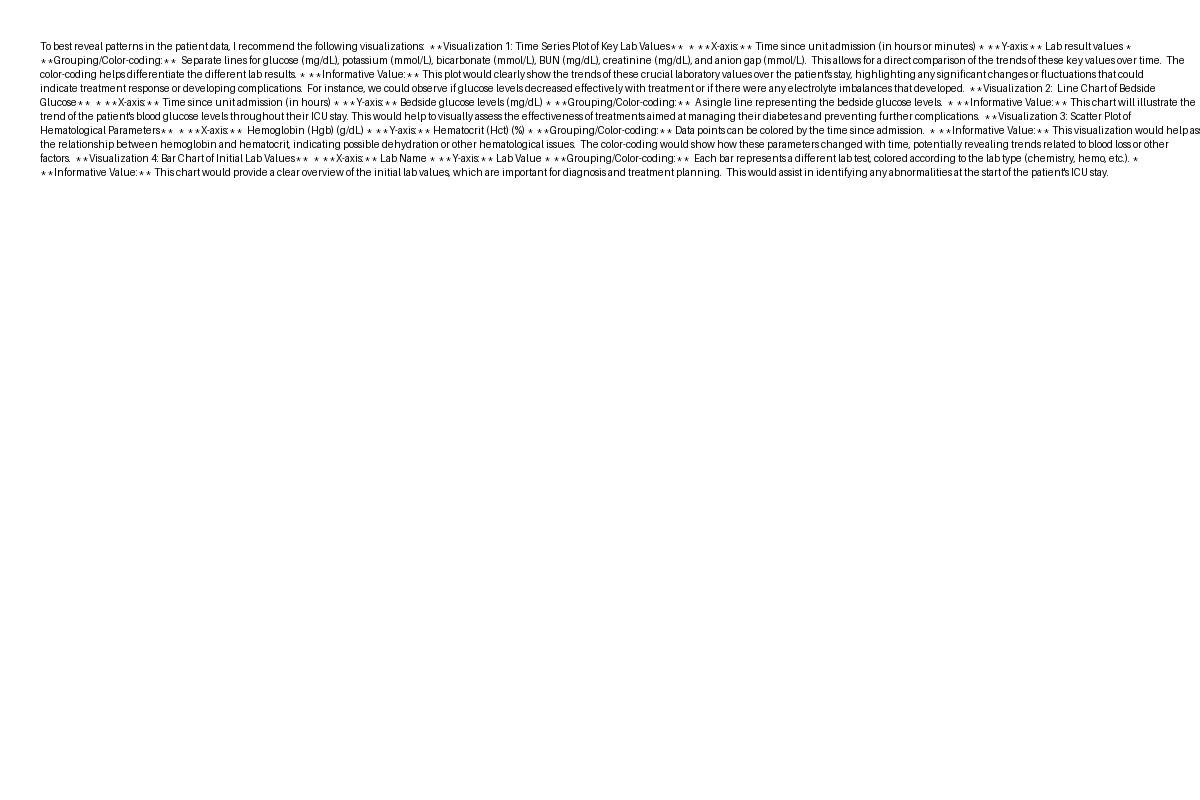 To best reveal patterns in the patient data, I recommend the following visualizations:  **Visualization 1: Time Series Plot of Key Lab Values**  * **X-axis:** Time since unit admission (in hours or minutes) * **Y-axis:** Lab result values *
**Grouping/Color-coding:**  Separate lines for glucose (mg/dL), potassium (mmol/L), bicarbonate (mmol/L), BUN (mg/dL), creatinine (mg/dL), and anion gap (mmol/L).  This allows for a direct comparison of the trends of these key values over time.  The
color-coding helps differentiate the different lab results. * **Informative Value:** This plot would clearly show the trends of these crucial laboratory values over the patient's stay, highlighting any significant changes or fluctuations that could
indicate treatment response or developing complications.  For instance, we could observe if glucose levels decreased effectively with treatment or if there were any electrolyte imbalances that developed.  **Visualization 2:  Line Chart of Bedside
Glucose**  * **X-axis:** Time since unit admission (in hours) * **Y-axis:** Bedside glucose levels (mg/dL) * **Grouping/Color-coding:**  A single line representing the bedside glucose levels.  * **Informative Value:** This chart will illustrate the
trend of the patient's blood glucose levels throughout their ICU stay. This would help to visually assess the effectiveness of treatments aimed at managing their diabetes and preventing further complications.  **Visualization 3: Scatter Plot of
Hematological Parameters**  * **X-axis:**  Hemoglobin (Hgb) (g/dL) * **Y-axis:** Hematocrit (Hct) (%) * **Grouping/Color-coding:** Data points can be colored by the time since admission.  * **Informative Value:** This visualization would help
the relationship between hemoglobin and hematocrit, indicating possible dehydration or other hematological issues.  The color-coding would show how these parameters changed with time, potentially revealing trends related to blood loss or other
factors.  **Visualization 4: Bar Chart of Initial Lab Values**  * **X-axis:** Lab Name * **Y-axis:** Lab Value * **Grouping/Color-coding:**  Each bar represents a different lab test, colored according to the lab type (chemistry, hemo, etc.). *
**Informative Value:** This chart would provide a clear overview of the initial lab values, which are important for diagnosis and treatment planning.  This would assist in identifying any abnormalities at the start of the patient's ICU stay.